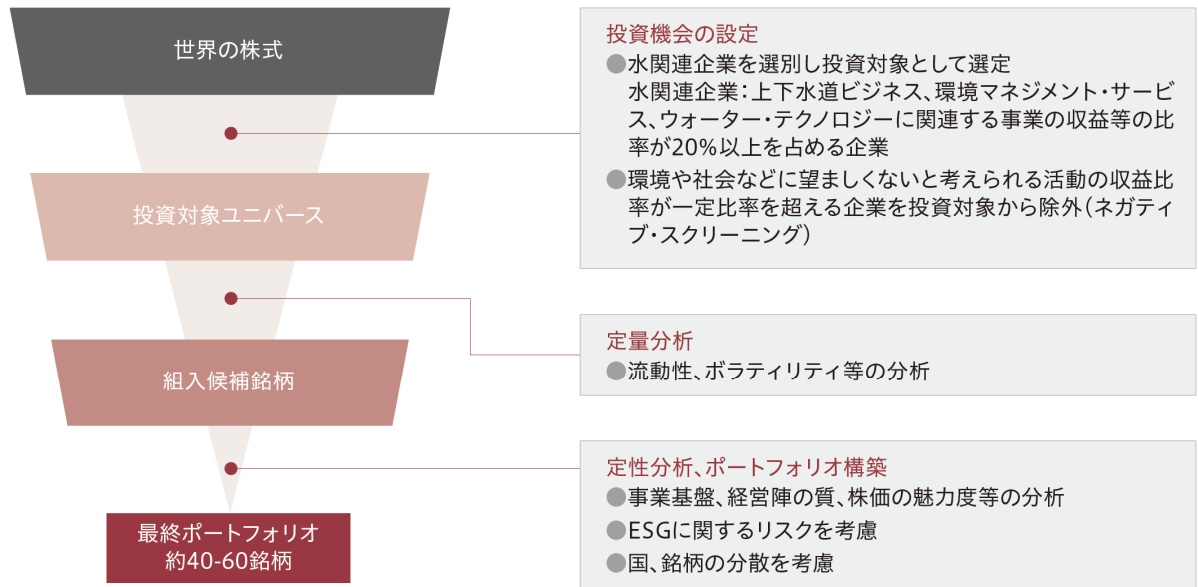 世界の株式
投資機会の設定
●水関連企業を選別し投資対象として選定
水関連企業：上下水道ビジネス、環境マネジメント・サービ
ス、ウォーター・テクノロジーに関連する事業の収益等の比
率が20%以上を占める企業
●環境や社会などに望ましくないと考えられる活動の収益比
率が一定比率を超える企業を投資対象から除外（ネガティ
ブ・スクリーニング）
投資対象ユニバース
定量分析
●流動性、ボラティリティ等の分析
組入候補銘柄
定性分析、ポートフォリオ構築
●事業基盤、経営陣の質、株価の魅力度等の分析
●ESGに関するリスクを考慮
●国、銘柄の分散を考慮
最終ポートフォリオ
約40-60銘柄